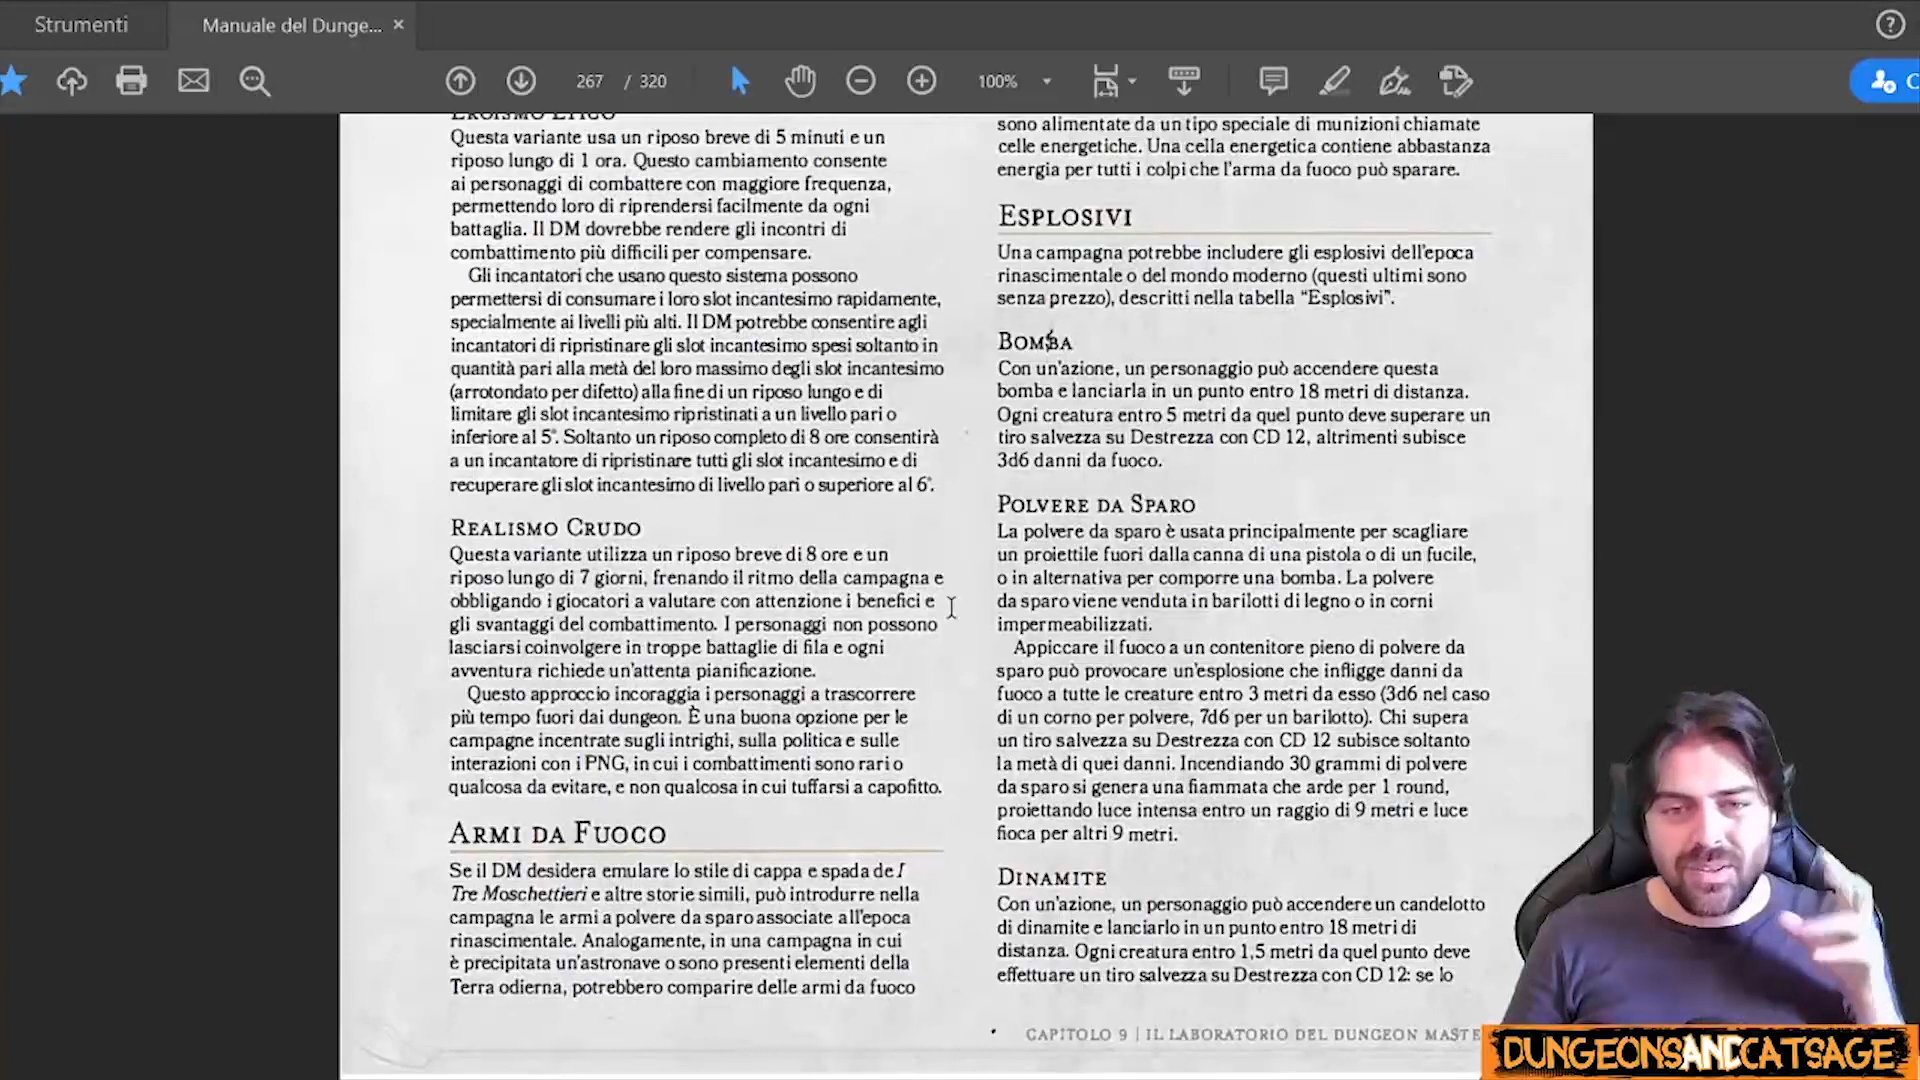 Strumenti
Manuale del Dunge...
267 / 320
100%
EROISMO EPICO
Questa variante usa un riposo breve di 5 minuti e un
riposo lungo di 1 ora. Questo cambiamento consente
ai personaggi di combattere con maggiore frequenza,
permettendo loro di riprendersi facilmente da ogni
battaglia. Il DM dovrebbe rendere gli incontri di
combattimento più difficili per compensare.
Gli incantatori che usano questo sistema possono
permettersi di consumare i loro slot incantesimo rapidamente,
specialmente ai livelli più alti. Il DM potrebbe consentire agli
incantatori di ripristinare gli slot incantesimo spesi soltanto in
quantità pari alla metà del loro massimo degli slot incantesimo
(arrotondato per difetto) alla fine di un riposo lungo e di
limitare gli slot incantesimo ripristinati a un livello pari o
inferiore al 5°. Soltanto un riposo completo di 8 ore consentirà
a un incantatore di ripristinare tutti gli slot incantesimo e di
recuperare gli slot incantesimo di livello pari o superiore al 6°.
REALISMO CRUDO
Questa variante utilizza un riposo breve di 8 ore e un
riposo lungo di 7 giorni, frenando il ritmo della campagna e
obbligando i giocatori a valutare con attenzione i benefici e
gli svantaggi del combattimento. I personaggi non possono
lasciarsi coinvolgere in troppe battaglie di fila e ogni
avventura richiede un'attenta pianificazione.
Questo approccio incoraggia i personaggi a trascorrere
più tempo fuori dai dungeon. È una buona opzione per le
campagne incentrate sugli intrighi, sulla politica e sulle
interazioni con i PNG, in cui i combattimenti sono rari o
qualcosa da evitare, e non qualcosa in cui tuffarsi a capofitto.
ARMI DA FUOCO
Se il DM desidera emulare lo stile di cappa e spada de I
Tre Moschettieri e altre storie simili, può introdurre nella
campagna le armi a polvere da sparo associate all'epoca
rinascimentale. Analogamente, in una campagna in cui
è precipitata un'astronave o sono presenti elementi della
Terra odierna, potrebbero comparire delle armi da fuoco
sono alimentate da un tipo speciale di munizioni chiamate
celle energetiche. Una cella energetica contiene abbastanza
energia per tutti i colpi che l'arma da fuoco può sparare.
ESPLOSIVI
Una campagna potrebbe includere gli esplosivi dell'epoca
rinascimentale o del mondo moderno (questi ultimi sono
senza prezzo), descritti nella tabella “Esplosivi”.
BOMBA
Con un'azione, un personaggio può accendere questa
bomba e lanciarla in un punto entro 18 metri di distanza.
Ogni creatura entro 5 metri da quel punto deve superare un
tiro salvezza su Destrezza con CD 12, altrimenti subisce
3d6 danni da fuoco.
POLVERE DA SPARO
La polvere da sparo è usata principalmente per scagliare
un proiettile fuori dalla canna di una pistola o di un fucile,
o in alternativa per comporre una bomba. La polvere
da sparo viene venduta in barilotti di legno o in corni
impermeabilizzati.
Appiccare il fuoco a un contenitore pieno di polvere da
sparo può provocare un'esplosione che infligge danni da
fuoco a tutte le creature entro 3 metri da esso (3d6 nel caso
di un corno per polvere, 7d6 per un barilotto). Chi supera
un tiro salvezza su Destrezza con CD 12 subisce soltanto
la metà di quei danni. Incendiando 30 grammi di polvere
da sparo si genera una fiammata che arde per 1 round,
proiettando luce intensa entro un raggio di 9 metri e luce
fioca per altri 9 metri.
DINAMITE
Con un'azione, un personaggio può accendere un candelotto
di dinamite e lanciarlo in un punto entro 18 metri di
distanza. Ogni creatura entro 1,5 metri da quel punto deve
effettuare un tiro salvezza su Destrezza con CD 12: se lo
CAPITOLO 9 | IL LABORATORIO DEL DUNGEON MASTE
DUNGEONSANDCATSAGE